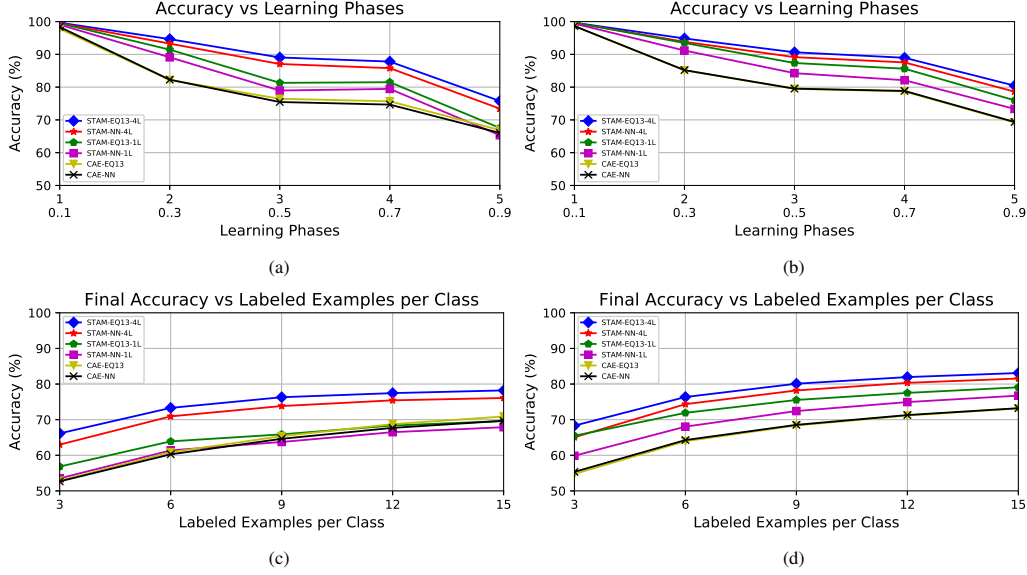 Accuracy vs Learning Phases
Accuracy (%)
100
90
80
70
60
50
STAM-EQ13-4L
STAM-NN-4L
STAM-EQ13-1L
STAM-NN-1L
CAE-EQ13
CAE-NN
1 2 3 4 5
0..1 0..3 0..5 0..7 0..9
Learning Phases
(a)
Accuracy vs Learning Phases
Accuracy (%)
100
90
80
70
60
50
STAM-EQ13-4L
STAM-NN-4L
STAM-EQ13-1L
STAM-NN-1L
CAE-EQ13
CAE-NN
1 2 3 4 5
0..1 0..3 0..5 0..7 0..9
Learning Phases
(b)
Final Accuracy vs Labeled Examples per Class
Accuracy (%)
100
90
80
70
60
50
STAM-EQ13-4L
STAM-NN-4L
STAM-EQ13-1L
STAM-NN-1L
CAE-EQ13
CAE-NN
3 6 9 12 15
Labeled Examples per Class
(c)
Final Accuracy vs Labeled Examples per Class
Accuracy (%)
100
90
80
70
60
50
STAM-EQ13-4L
STAM-NN-4L
STAM-EQ13-1L
STAM-NN-1L
CAE-EQ13
CAE-NN
3 6 9 12 15
Labeled Examples per Class
(d)